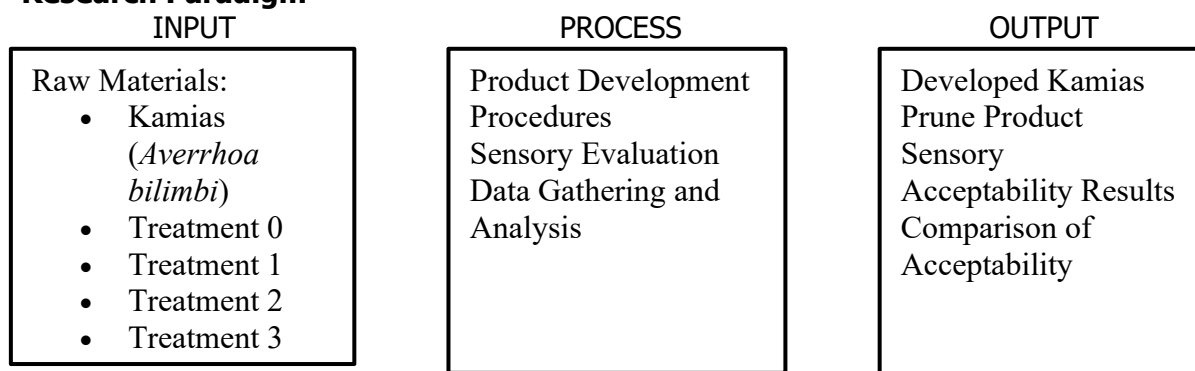 Research Paradigm
INPUT
Raw Materials:
• Kamias
(Averrhoa
bilimbi)
• Treatment 0
• Treatment 1
• Treatment 2
• Treatment 3
PROCESS
Product Development
Procedures
Sensory Evaluation
Data Gathering and
Analysis
OUTPUT
Developed Kamias
Prune Product
Sensory
Acceptability Results
Comparison of
Acceptability